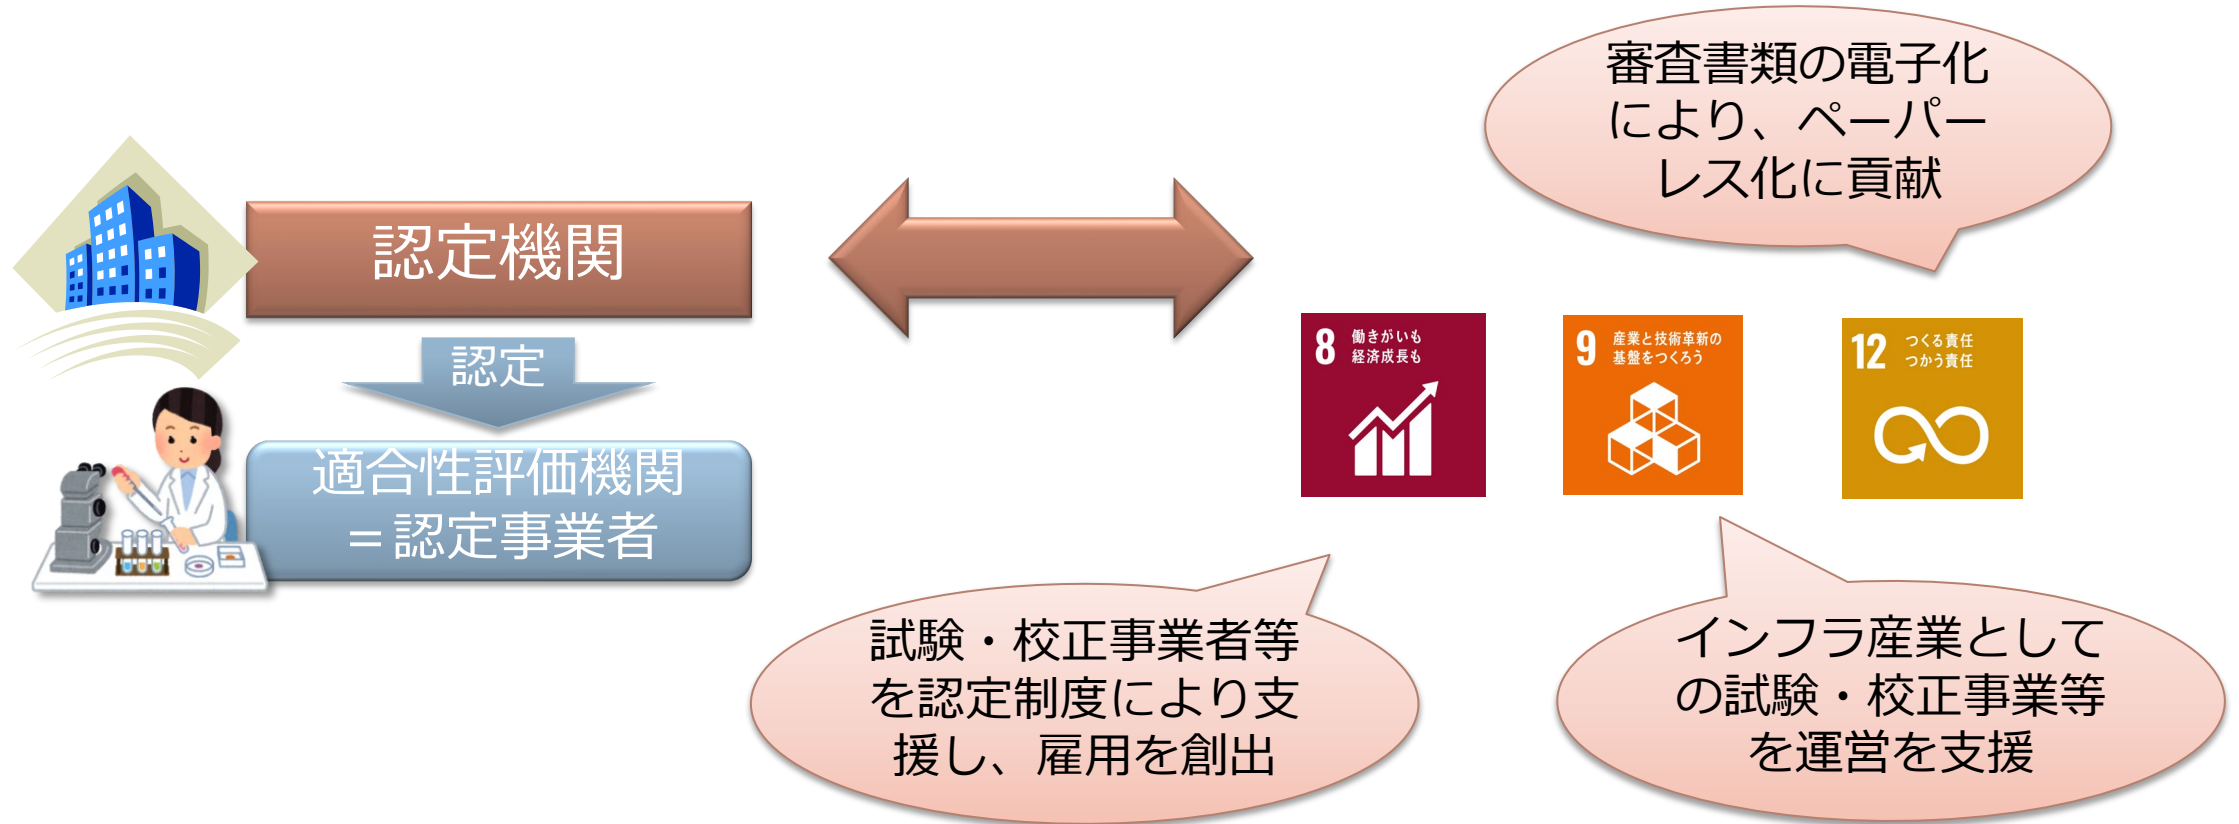 審査書類の電子化
により、ペーパー
レス化に貢献
認定機関
認定
適合性評価機関
＝認定事業者
8 働きがいも
経済成長も
9 産業と技術革新の
基盤をつくろう
12 つくる責任
つかう責任
試験・校正事業者等
を認定制度により支
援し、雇用を創出
インフラ産業として
の試験・校正事業等
を運営を支援